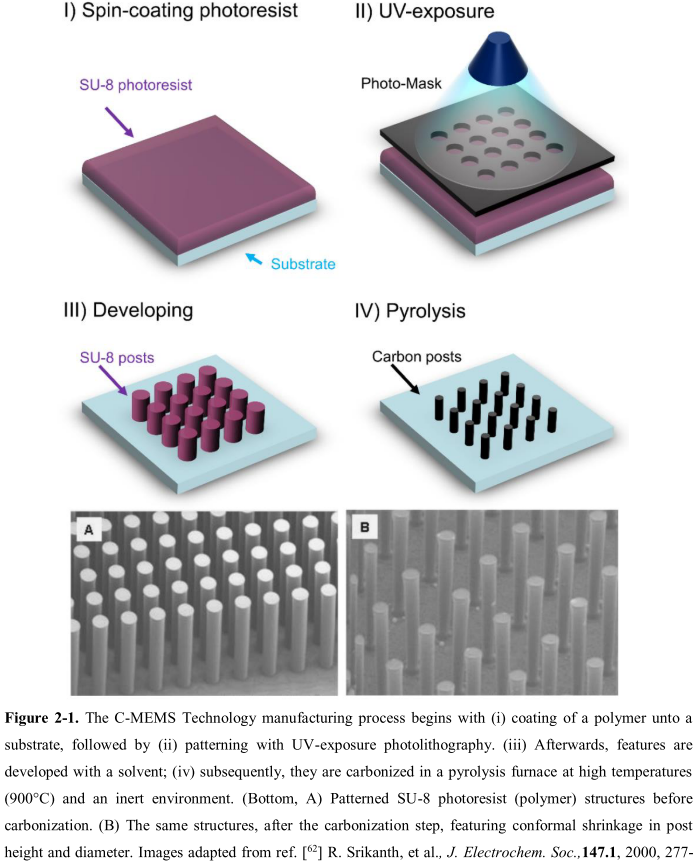 I) Spin-coating photoresist
II) UV-exposure
SU-8 photoresist
Photo-Mask
Substrate
III) Developing
IV) Pyrolysis
SU-8 posts
Carbon posts
A
B
Figure 2-1. The C-MEMS Technology manufacturing process begins with (i) coating of a polymer unto a
substrate, followed by (ii) patterning with UV-exposure photolithography. (iii) Afterwards, features are
developed with a solvent; (iv) subsequently, they are carbonized in a pyrolysis furnace at high temperatures
(900°C) and an inert environment. (Bottom, A) Patterned SU-8 photoresist (polymer) structures before
carbonization. (B) The same structures, after the carbonization step, featuring conformal shrinkage in post
height and diameter. Images adapted from ref. [62] R. Srikanth, et al., J. Electrochem. Soc.,147.1, 2000, 277-